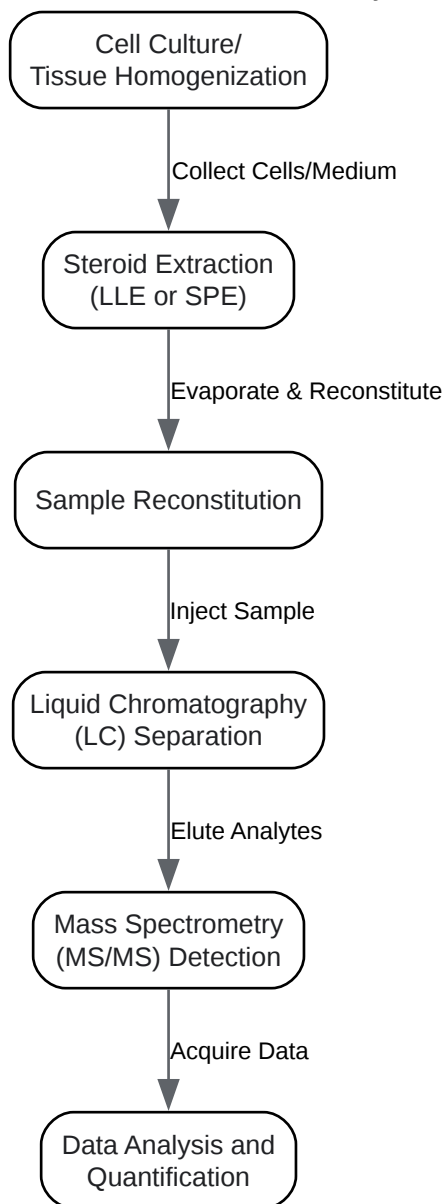 Cell Culture/
Tissue Homogenization
Collect Cells/Medium
Steroid Extraction
(LLE or SPE)
Evaporate & Reconstitute
Sample Reconstitution
Inject Sample
Liquid Chromatography
(LC) Separation
Elute Analytes
Mass Spectrometry
(MS/MS) Detection
Acquire Data
Data Analysis and
Quantification